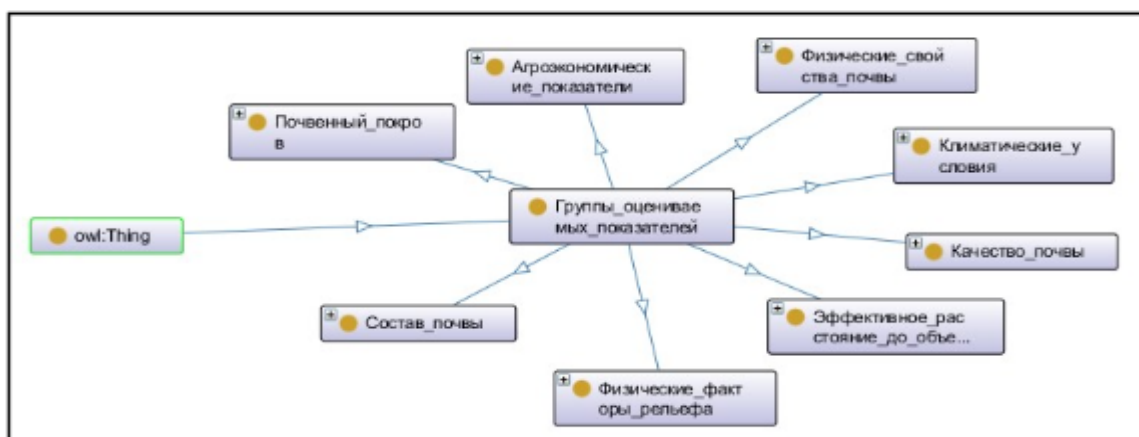 Агроэкономическ
ие_показатели
Физические_свой
ства_почвы
Почвенный_покро
в
Климатические_у
словия
Группы_оценивае
мых_показателей
owl:Thing
Качество_почвы
Состав_почвы
Эффективное_рас
стояние_до_объе...
Физические_факт
оры_рельефа